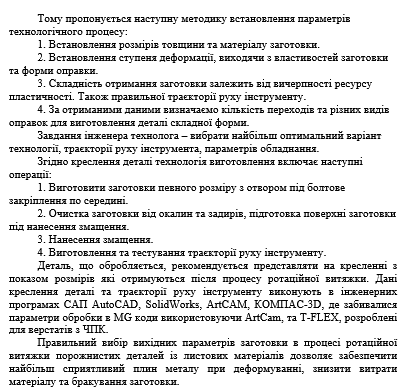 Тому пропонується наступну методику встановлення параметрів
технологічного процесу:
1. Встановлення розмірів товщини та матеріалу заготовки.
2. Встановлення ступеня деформації, виходячи з властивостей заготовки
та форми оправки.
3. Складність отримання заготовки залежить від вичерпності ресурсу
пластичності. Також правильної траєкторії руху інструменту.
4. За отриманими даними визначаємо кількість переходів та різних видів
оправок для виготовлення деталі складної форми.
Завдання інженера технолога – вибрати найбільш оптимальний варіант
технології, траєкторії руху інструмента, параметрів обладнання.
Згідно креслення деталі технологія виготовлення включає наступні
операції:
1. Виготовити заготовки певного розміру з отвором під болтове
закріплення по середині.
2. Очистка заготовки від окалин та задирів, підготовка поверхні заготовки
під нанесення змащення.
3. Нанесення змащення.
4. Виготовлення та тестування траєкторії руху інструменту.
Деталь, що обробляється, рекомендується представляти на кресленні з
показом розмірів які отримуються після процесу ротаційної витяжки. Дані
креслення деталі та траєкторії руху інструменту виконують в інженерних
програмах САП AutoCAD, SolidWorks, ArtCAM, КОМПАС-3D, де забивалися
параметри обробки в MG коди використовуючи ArtCam, та T-FLEX, розроблені
для верстатів з ЧПК.
Правильний вибір вихідних параметрів заготовки в процесі ротаційної
витяжки порожнистих деталей із листових матеріалів дозволяє забезпечити
найбільш сприятливий плин металу при деформуванні, знизити витрати
матеріалу та бракування заготовки.